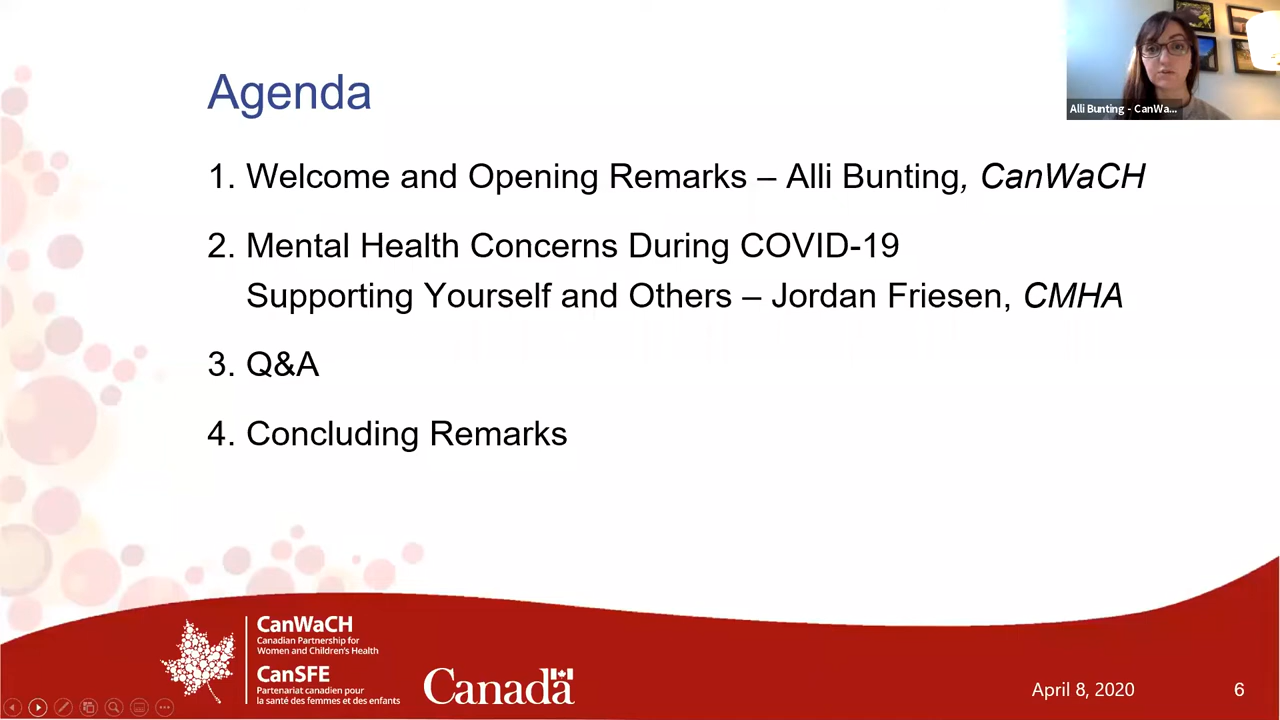 Agenda
Alli Bunting - CanWa...
1. Welcome and Opening Remarks – Alli Bunting, CanWaCH
2. Mental Health Concerns During COVID-19
Supporting Yourself and Others – Jordan Friesen, CMHA
3. Q&A
4. Concluding Remarks
CanWaCH
Canadian Partnership for
Women and Children's Health
CanSFE
Partenariat canadien pour
la santé des femmes et des enfants
Canada
April 8, 2020
6